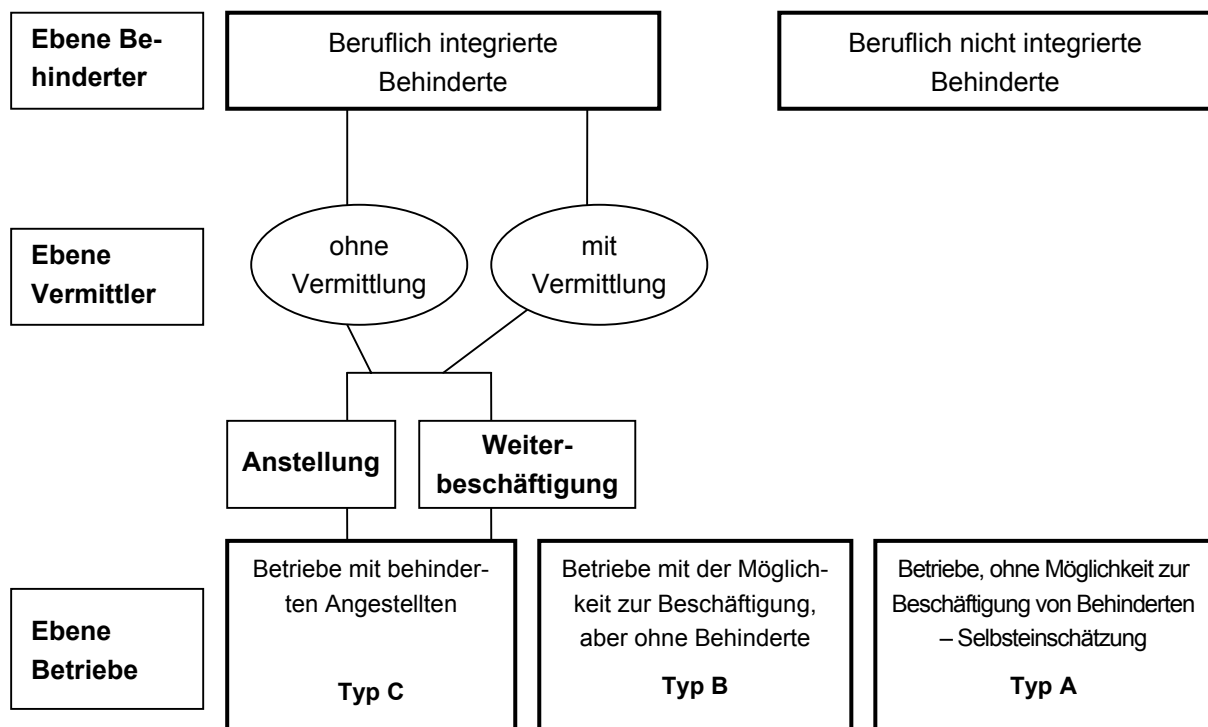 Ebene Be-
hinderter
Beruflich integrierte
Behinderte
Beruflich nicht integrierte
Behinderte
Ebene
Vermittler
ohne
Vermittlung
mit
Vermittlung
Anstellung
Weiter-
beschäftigung
Ebene
Betriebe
Betriebe mit behinder-
ten Angestellten
Typ C
Betriebe mit der Möglich-
keit zur Beschäftigung,
aber ohne Behinderte
Typ B
Betriebe, ohne Möglichkeit zur
Beschäftigung von Behinderten
– Selbsteinschätzung
Typ A